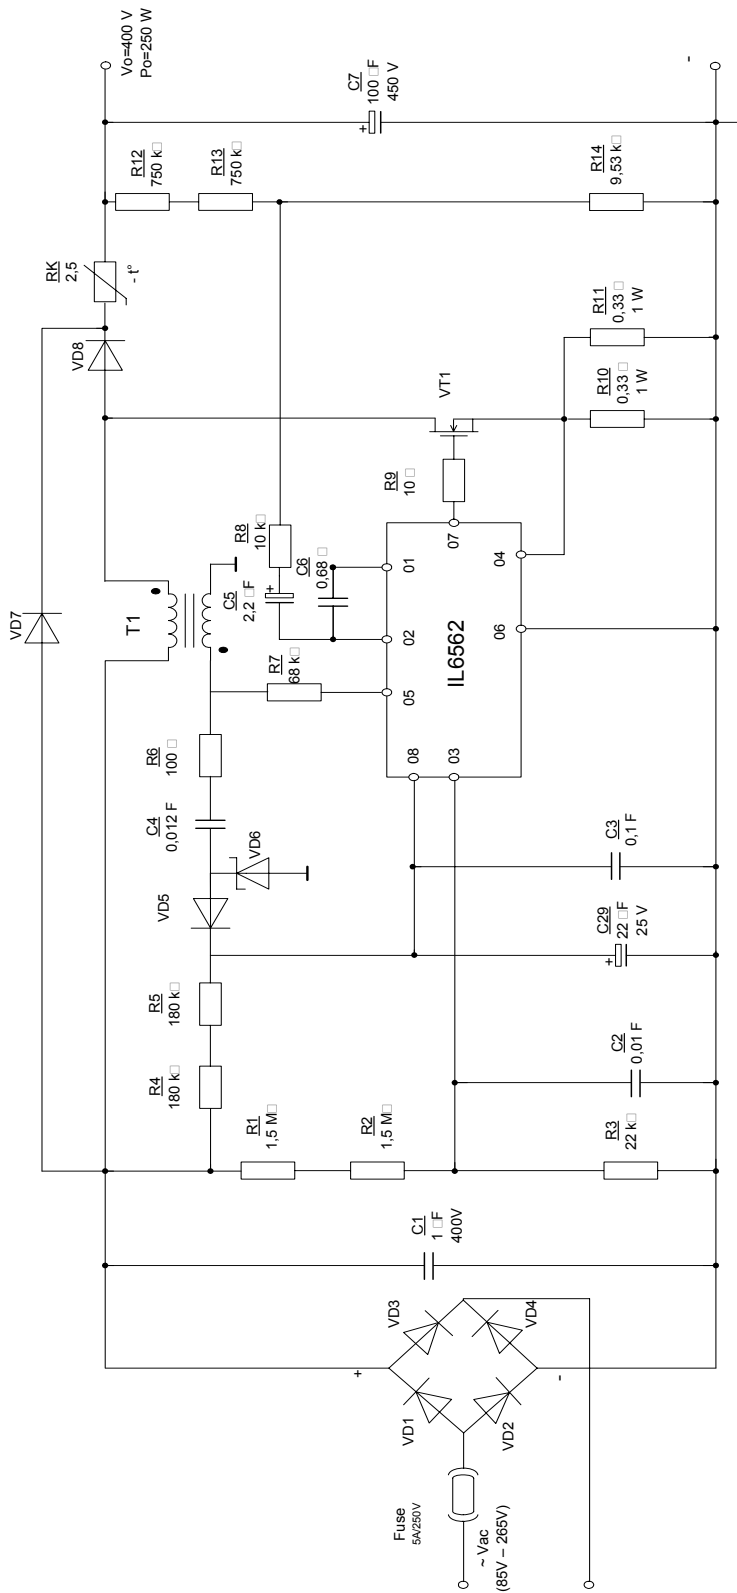 Fuse
5A/250V
~ Vac
(85V – 265V)
VD1
VD2
VD3
VD4
+
-
C1
1 □F
400V
R1
1,5 M□
R2
1,5 M□
R3
22 k□
R4
180 k□
R5
180 k□
C2
0,01 F
C29
22 □F
25 V
+
C3
0,1 F
VD5
VD6
C4
0,012 F
R6
100 □
R7
68 k□
T1
VD7
C5
2,2 □F
+
C6
0,68 □
R8
10 k□
08
03
05
02
01
06
04
07
IL6562
R9
10 □
VT1
VD8
RK
2,5
- t°
R10
0,33 □
1 W
R11
0,33 □
1 W
R12
750 k□
R13
750 k□
R14
9,53 k□
C7
100 □F
450 V
+
Vo=400 V
Po=250 W
-